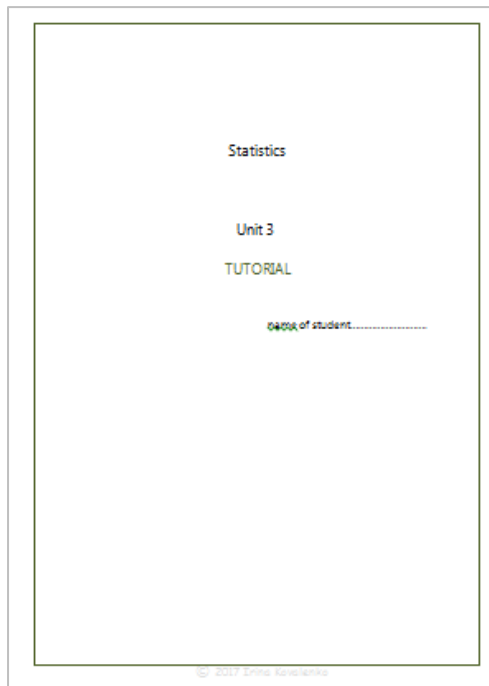 Statistics
Unit 3
TUTORIAL
name of student..............................
© 2017 Irina Kovalenko